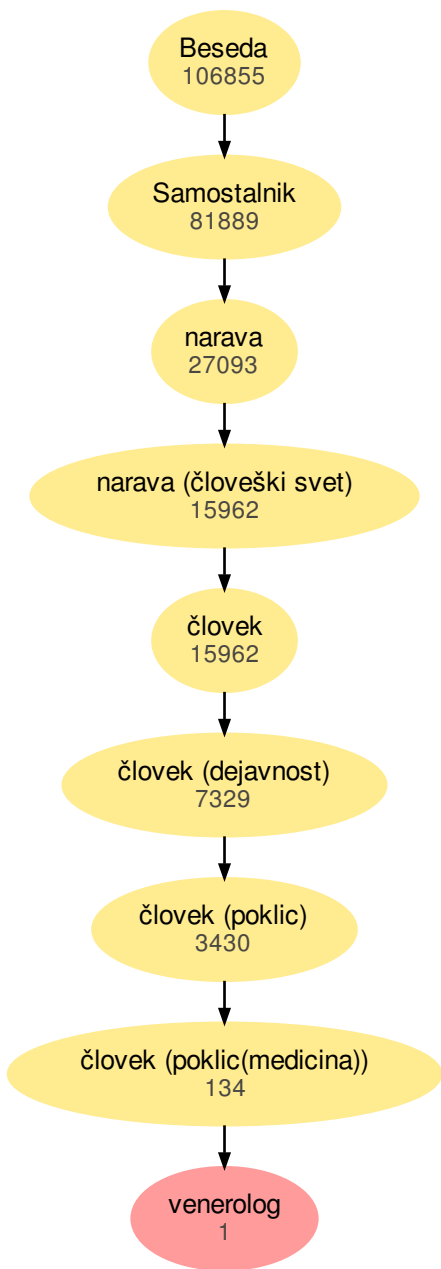 Beseda
106855
Samostalnik
81889
narava
27093
narava (človeški svet)
15962
človek
15962
človek (dejavnost)
7329
človek (poklic)
3430
človek (poklic(medicina))
134
venerolog
1